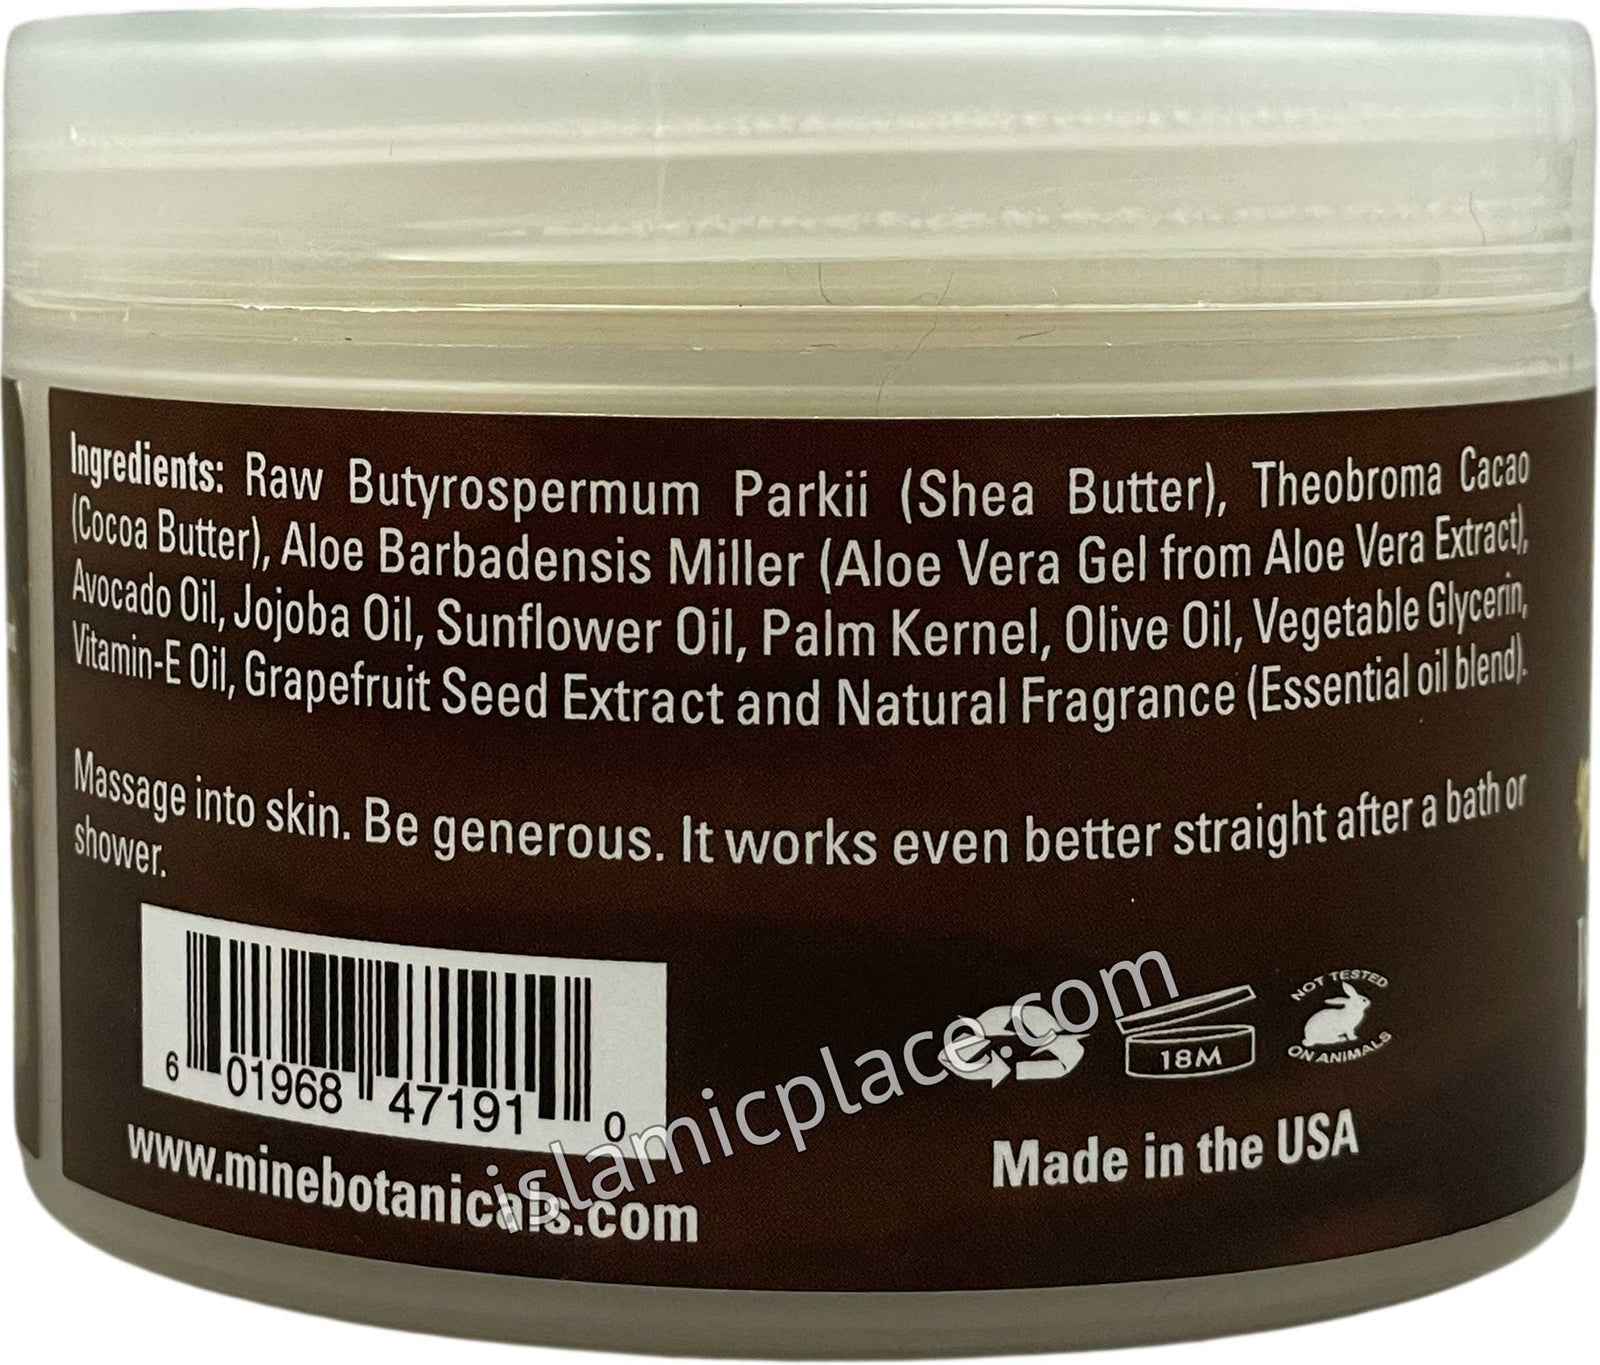 Ingredients: Raw Butyrospermum Parkii (Shea Butter), Theobroma Cacao
(Cocoa Butter), Aloe Barbadensis Miller (Aloe Vera Gel from Aloe Vera Extract),
Avocado Oil, Jojoba Oil, Sunflower Oil, Palm Kernel, Olive Oil, Vegetable Glycerin,
Vitamin-E Oil, Grapefruit Seed Extract and Natural Fragrance (Essential oil blend).
Massage into skin. Be generous. It works even better straight after a bath or
shower.
6 01968 47191 0
www.minebotanicals.com
islamicplace.com
18M
NOT TESTED
ON ANIMALS
Made in the USA